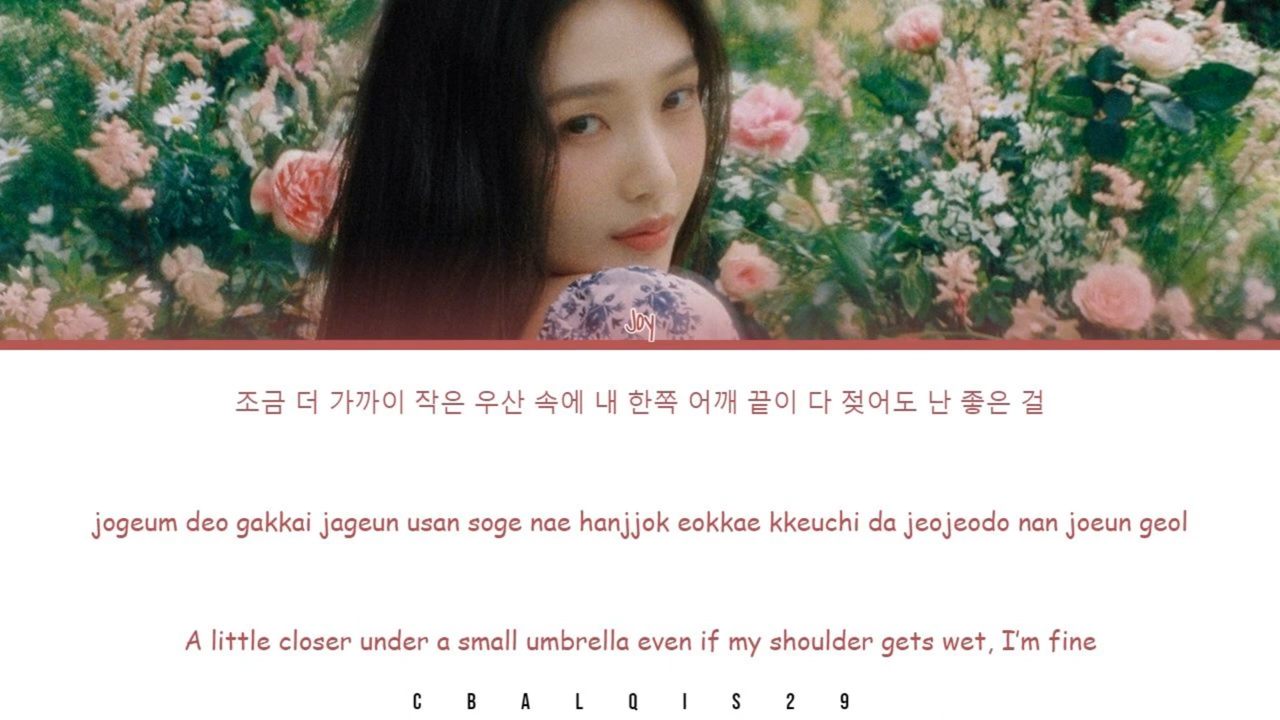 Joy
조금 더 가까이 작은 우산 속에 내 한쪽 어깨 끝이 다 젖어도 난 좋은 걸
jogeum deo gakkai jageun usan soge nae hanjjok eokkae kkeuchi da jeojeodo nan joeun geol
A little closer under a small umbrella even if my shoulder gets wet, I'm fine
C B A L Q I S 2 9